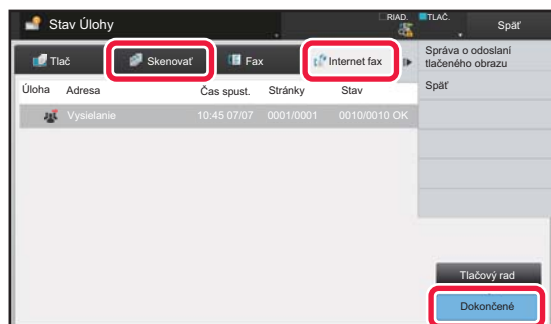 Stav Úlohy
RIAD.
TLAČ.
Späť
Tlač
Skenovať
Fax
Internet fax
Správa o odoslaní
tlačeného obrazu
Úloha Adresa Čas spust. Stránky Stav
Späť
Vysielanie 10:45 07/07 0001/0001 0010/0010 OK
Tlačový rad
Dokončené